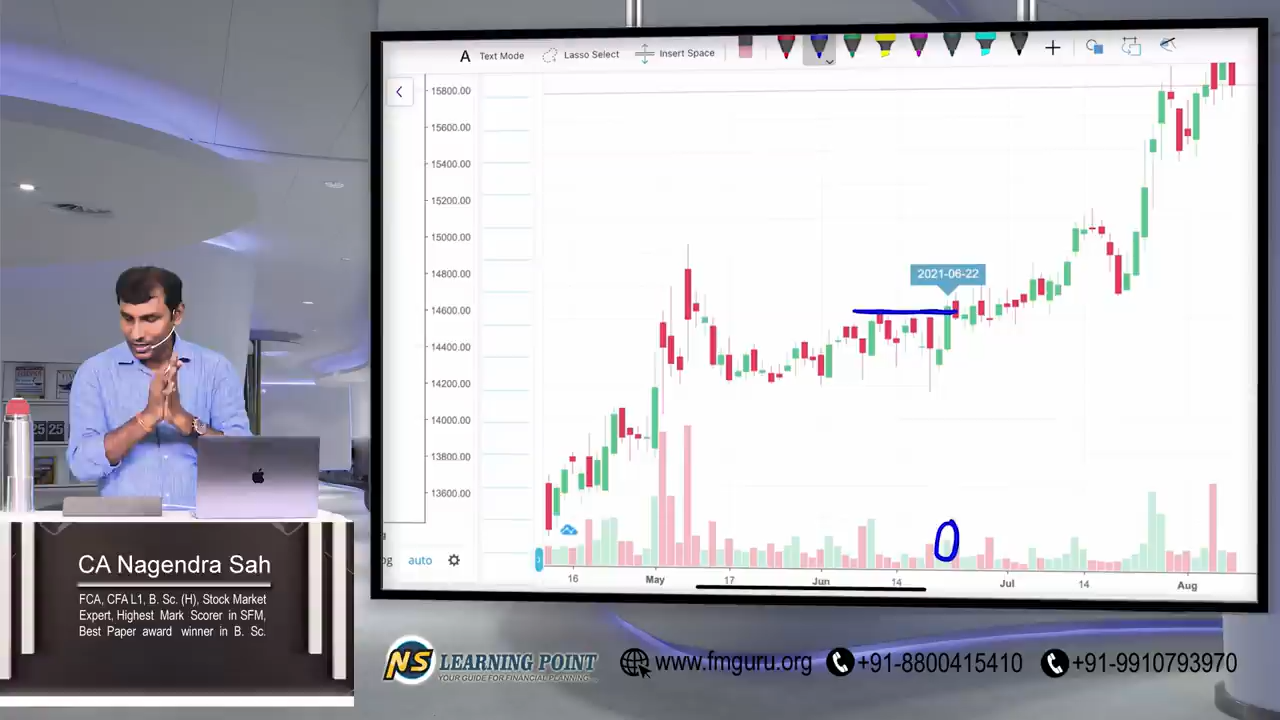 A Text Mode Lasso Select Insert Space
15800.00
15600.00
15400.00
15200.00
15000.00
14800.00
14600.00
14400.00
14200.00
14000.00
13800.00
13600.00
auto
2021-06-22
16 May 17 Jun 14 Jul 14 Aug
25 25
CA Nagendra Sah
FCA, CFA L1, B. Sc. (H), Stock Market
Expert, Highest Mark Scorer in SFM,
Best Paper award winner in B. Sc.
NS LEARNING POINT
YOUR GUIDE FOR FINANCIAL PLANNING...
www.fmguru.org
+91-8800415410
+91-9910793970